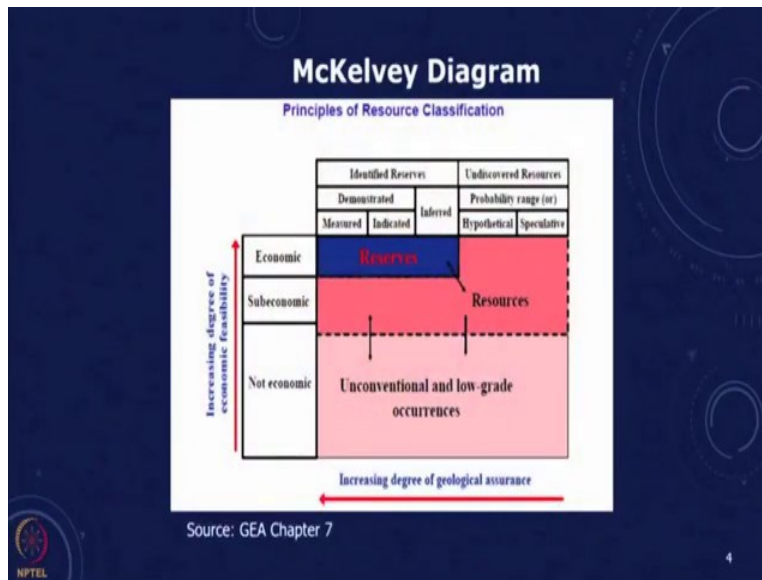 McKelvey Diagram
Principles of Resource Classification
Identified Reserves
Undiscovered Resources
Demonstrated
Inferred
Probability range (or)
Measured
Indicated
Hypothetical
Speculative
Economic
Reserves
Subeconomic
Resources
Not economic
Unconventional and low-grade
occurrences
Increasing degree of
economic feasibility
Increasing degree of geological assurance
Source: GEA Chapter 7
NPTEL
4